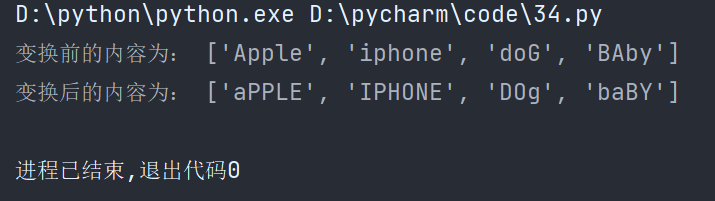 D:\python\python.exe D:\pycharm\code\34.py
变换前的内容为： ['Apple', 'iphone', 'doG', 'BAby']
变换后的内容为： ['aPPLE', 'IPHONE', 'DOg', 'baBY']
进程已结束,退出代码0